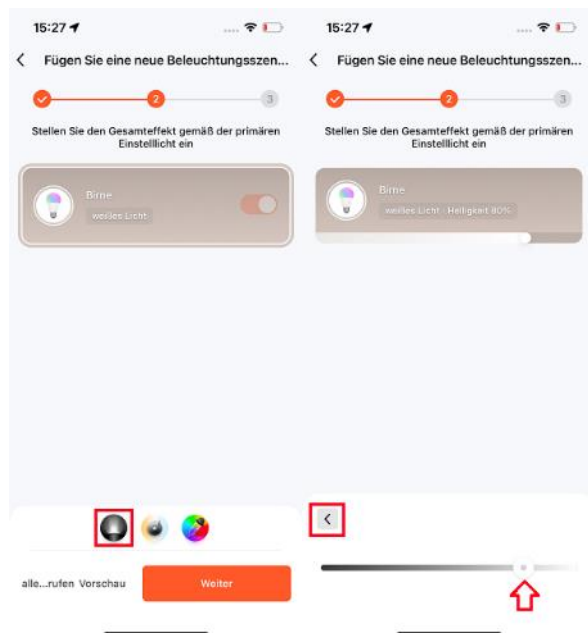 15:27
Fügen Sie eine neue Beleuchtungsszen...
2
3
Stellen Sie den Gesamteffekt gemäß der primären
Einstelllicht ein
Birne
weißes Licht
alle...rufen Vorschau
Weiter
15:27
Fügen Sie eine neue Beleuchtungsszen...
2
3
Stellen Sie den Gesamteffekt gemäß der primären
Einstelllicht ein
Birne
weißes Licht · Helligkeit 80%